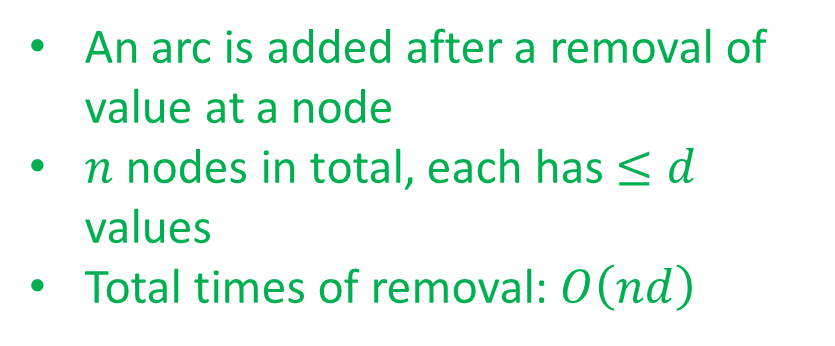 • An arc is added after a removal of
value at a node
• n nodes in total, each has ≤ d
values
• Total times of removal: O(nd)